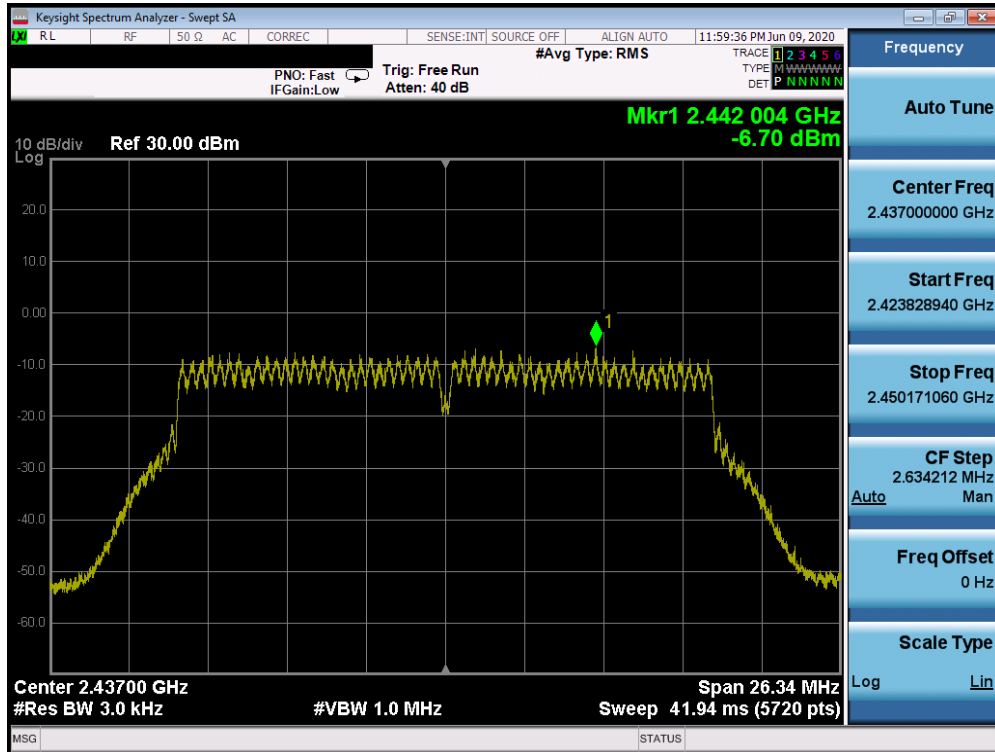 Keysight Spectrum Analyzer - Swept SA
LXI RL RF 50 Ω AC CORREC SENSE:INT SOURCE OFF ALIGN AUTO 11:59:36 PM Jun 09, 2020
#Avg Type: RMS
TRACE 1 2 3 4 5 6
PNO: Fast Trig: Free Run
TYPE M WWWWW
IFGain:Low Atten: 40 dB
DET P N N N N N
Mkr1 2.442 004 GHz
-6.70 dBm
10 dB/div Ref 30.00 dBm
Log
20.0
10.0
0.00
1
-10.0
-20.0
-30.0
-40.0
-50.0
-60.0
Center 2.43700 GHz
Span 26.34 MHz
#Res BW 3.0 kHz
#VBW 1.0 MHz
Sweep 41.94 ms (5720 pts)
MSG
STATUS
Frequency
Auto Tune
Center Freq
2.437000000 GHz
Start Freq
2.423828940 GHz
Stop Freq
2.450171060 GHz
CF Step
2.634212 MHz
Auto Man
Freq Offset
0 Hz
Scale Type
Log Lin